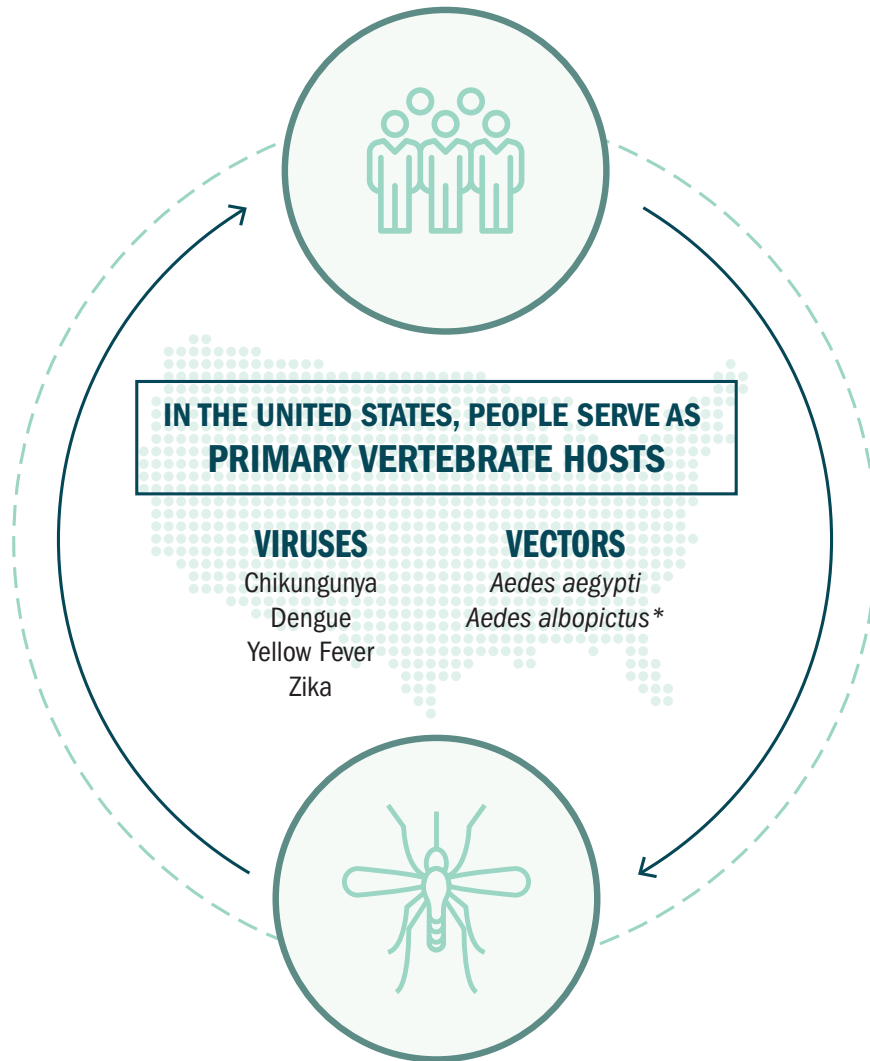 IN THE UNITED STATES, PEOPLE SERVE AS
PRIMARY VERTEBRATE HOSTS
VIRUSES
Chikungunya
Dengue
Yellow Fever
Zika
VECTORS
Aedes aegypti
Aedes albopictus*